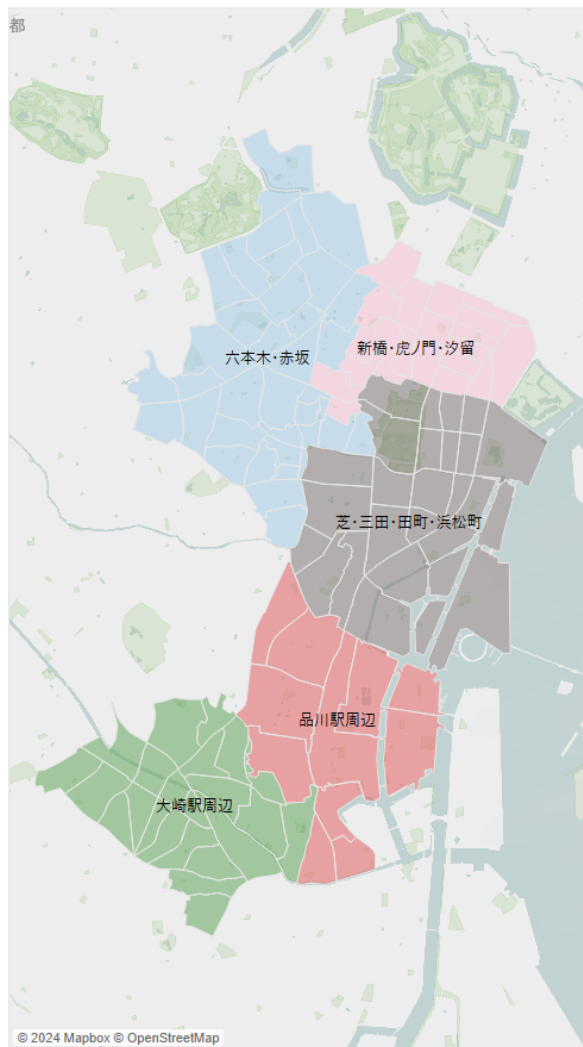 都
六本木・赤坂
新橋・虎ノ門・汐留
芝・三田・田町・浜松町
品川駅周辺
大崎駅周辺
© 2024 Mapbox © OpenStreetMap